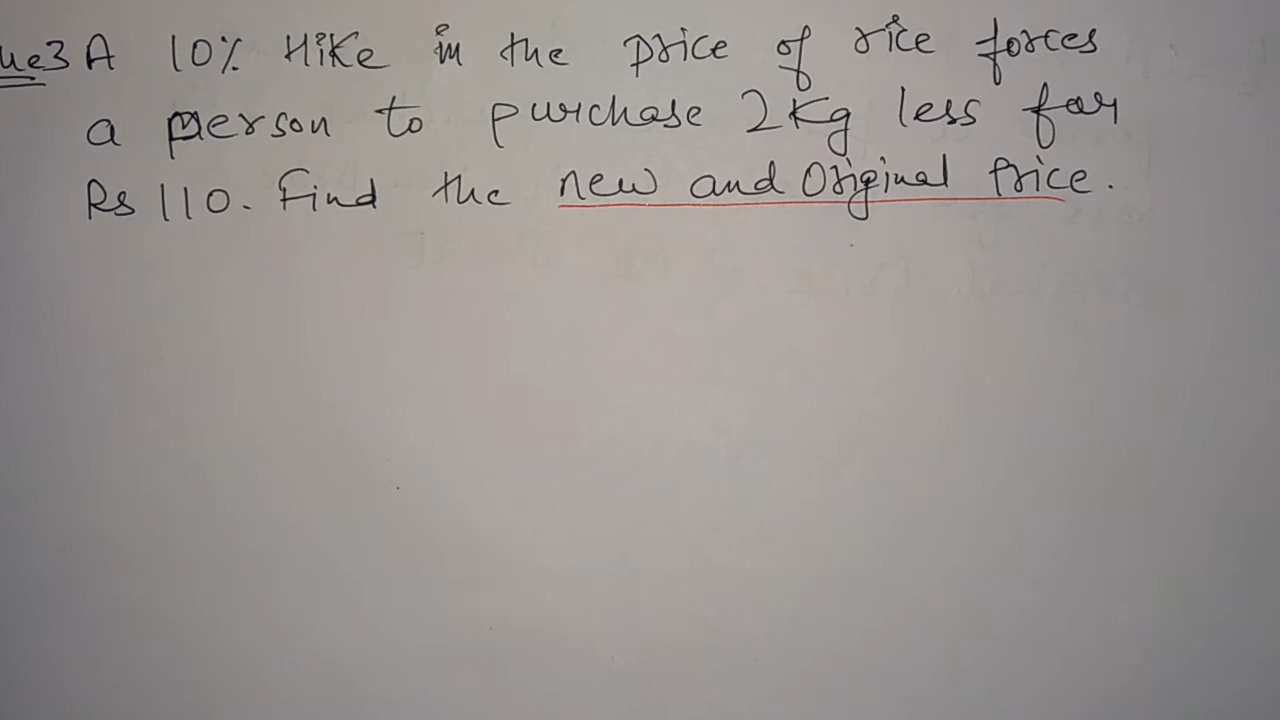 ue3 A 10% Hike in the price of rice forces
a person to purchase 2Kg less for
Rs 110. Find the new and Original Price.